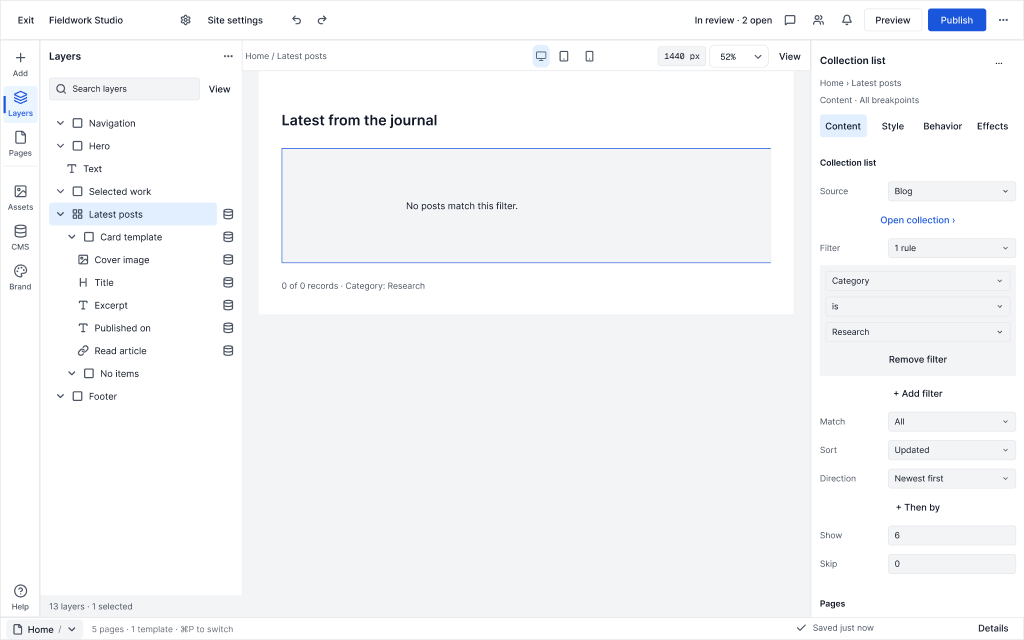 Exit Fieldwork Studio Site settings In review · 2 open Preview Publish ...
Add
Layers
Pages
Assets
CMS
Brand
Help
Layers ...
Search layers View
Navigation
Hero
Text
Selected work
Latest posts
Card template
Cover image
Title
Excerpt
Published on
Read article
No items
Footer
13 layers · 1 selected
Home / Latest posts 1440 px 52% View
Latest from the journal
No posts match this filter.
0 of 0 records · Category: Research
Collection list ...
Home › Latest posts
Content · All breakpoints
Content Style Behavior Effects
Collection list
Source Blog
Open collection ›
Filter 1 rule
Category
is
Research
Remove filter
+ Add filter
Match All
Sort Updated
Direction Newest first
+ Then by
Show 6
Skip 0
Pages
Home / 5 pages · 1 template · ⌘P to switch Saved just now Details